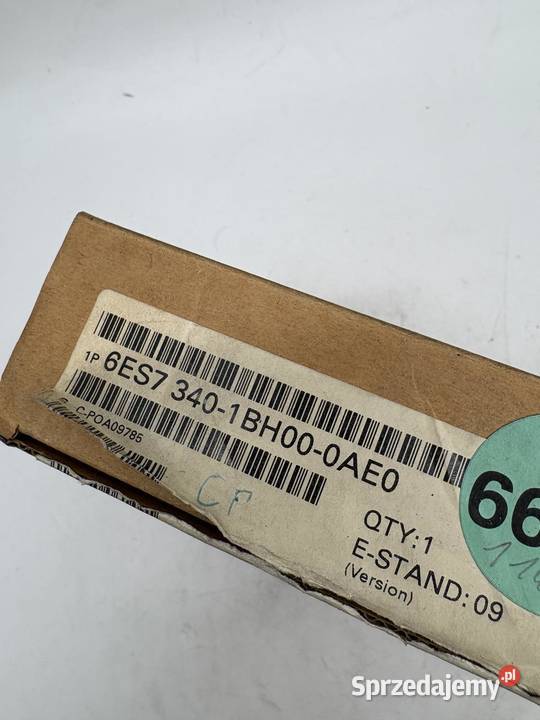 1P 6ES7 340-1BH00-0AE0
C-POA09785
CP
QTY:1
E-STAND: 09
(Version)
66
Sprzedajemy.pl